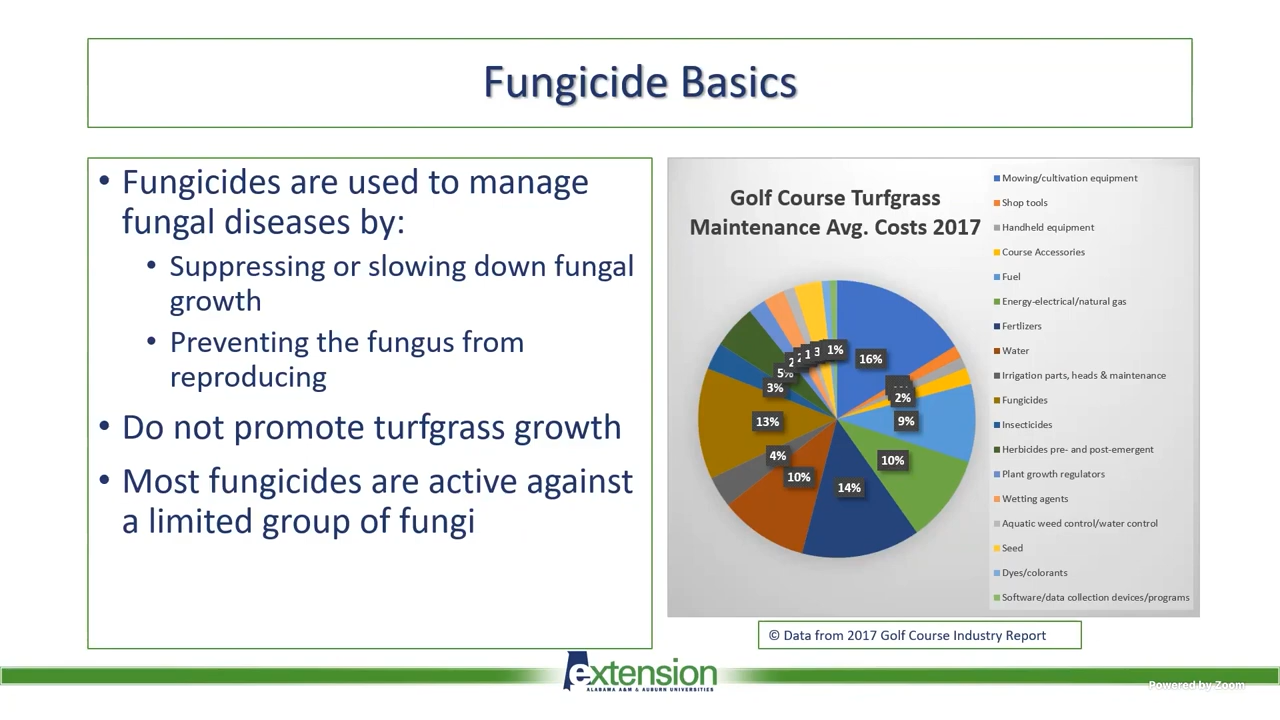 Fungicide Basics
• Fungicides are used to manage
fungal diseases by:
• Suppressing or slowing down fungal
growth
• Preventing the fungus from
reproducing
• Do not promote turfgrass growth
• Most fungicides are active against
a limited group of fungi
Golf Course Turfgrass
Maintenance Avg. Costs 2017
16%
2%
9%
10%
14%
10%
4%
13%
3%
5%
1%
Mowing/cultivation equipment
Shop tools
Handheld equipment
Course Accessories
Fuel
Energy-electrical/natural gas
Fertlizers
Water
Irrigation parts, heads & maintenance
Fungicides
Insecticides
Herbicides pre- and post-emergent
Plant growth regulators
Wetting agents
Aquatic weed control/water control
Seed
Dyes/colorants
Software/data collection devices/programs
© Data from 2017 Golf Course Industry Report
extension
ALABAMA A&M & AUBURN UNIVERSITIES
Powered by Zoom